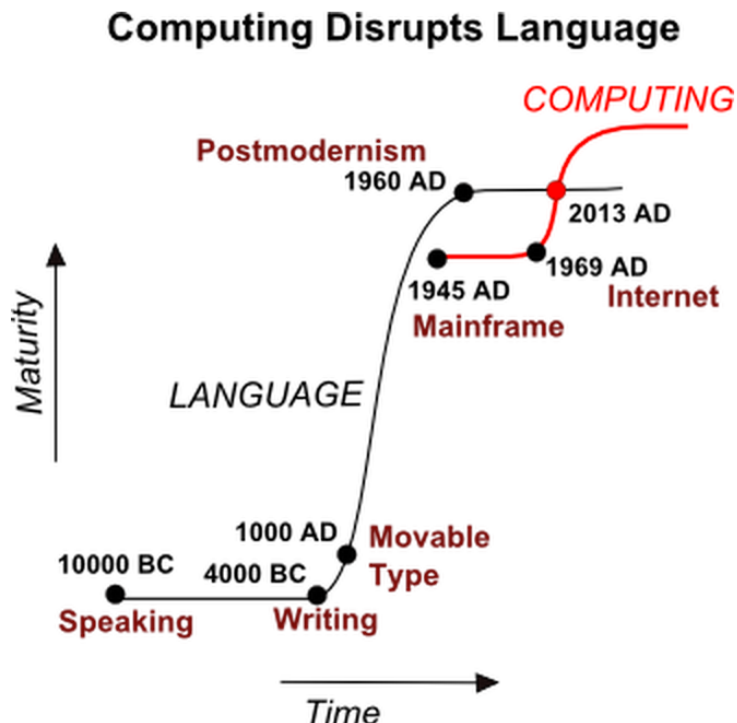 Computing Disrupts Language
COMPUTING
Postmodernism
1960 AD
2013 AD
1969 AD
Internet
1945 AD
Mainframe
Maturity
LANGUAGE
1000 AD
Movable
Type
10000 BC
4000 BC
Speaking
Writing
Time